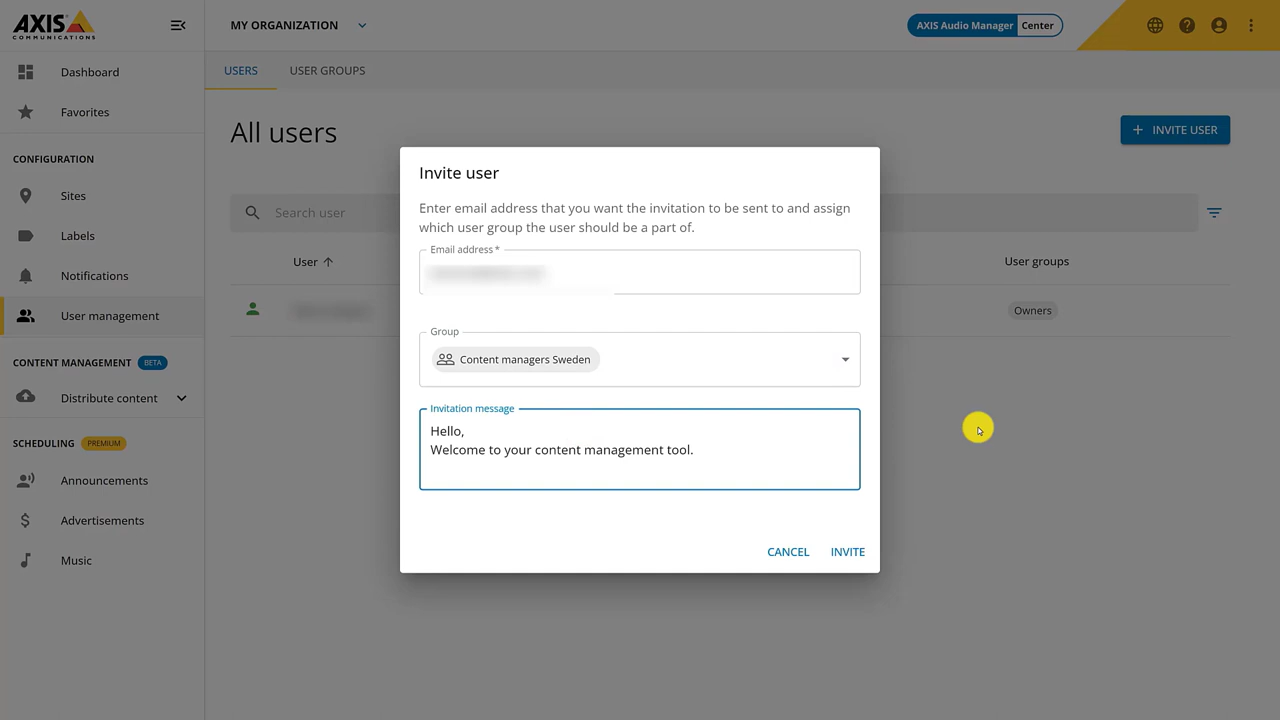 AXIS
COMMUNICATIONS
MY ORGANIZATION
AXIS Audio Manager Center
Dashboard
Favorites
CONFIGURATION
Sites
Labels
Notifications
User management
CONTENT MANAGEMENT BETA
Distribute content
SCHEDULING PREMIUM
Announcements
Advertisements
Music
USERS USER GROUPS
All users
+ INVITE USER
Search user
User
User groups
Owners
Invite user
Enter email address that you want the invitation to be sent to and assign
which user group the user should be a part of.
Email address*
Group
Content managers Sweden
Invitation message
Hello,
Welcome to your content management tool.
CANCEL INVITE